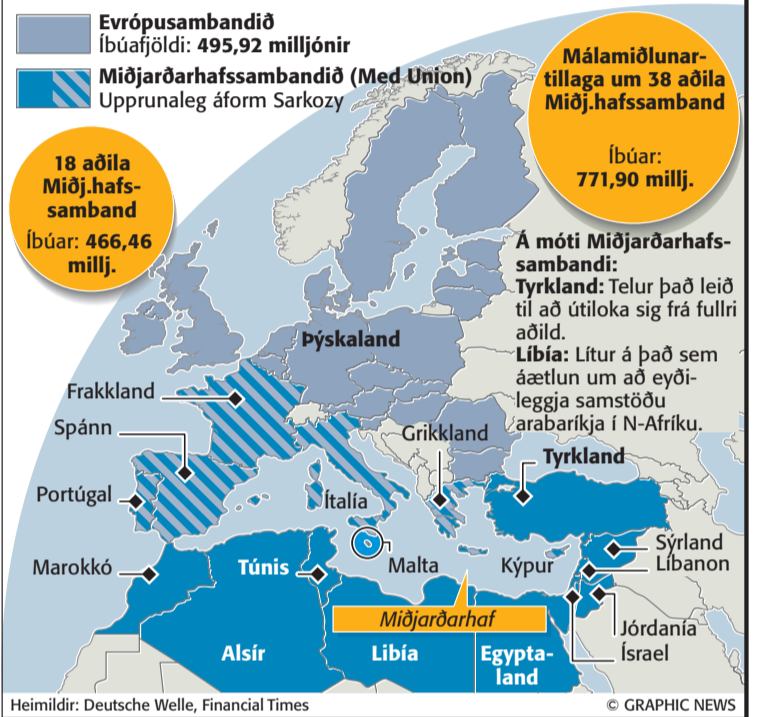 Evrópusambandið
Íbúafjöldi: 495,92 milljónir
Miðjarðarhafssambandið (Med Union)
Upprunaleg áform Sarkozy
Málamiðlunar-
tillaga um 38 aðila
Miðj.hafssamband
Íbúar:
771,90 millj.
18 aðila
Miðj.hafs-
samband
Íbúar: 466,46
millj.
Á móti Miðjarðarhafs-
sambandi:
Tyrkland: Telur það leið
til að útiloka sig frá fullri
aðild.
Líbía: Lítur á það sem
áætlun um að eyði-
leggja samstöðu
arabaríkja í N-Afríku.
Þýskaland
Frakkland
Spánn
Grikkland
Tyrkland
Portúgal
Ítalía
Marokkó
Túnis
Malta
Kýpur
Sýrland
Líbanon
Miðjarðarhaf
Jórdanía
Ísrael
Alsír
Líbía
Egypta-
land
Heimildir: Deutsche Welle, Financial Times
© GRAPHIC NEWS